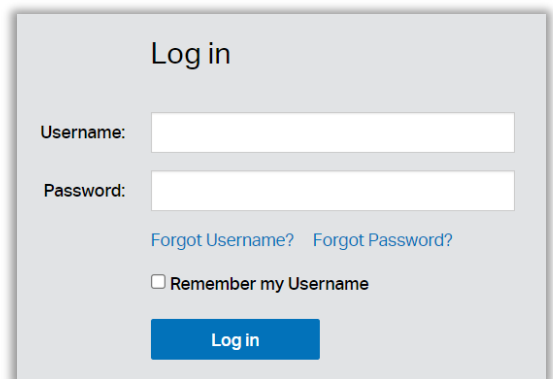 Log in
Username:
Password:
Forgot Username? Forgot Password?
Remember my Username
Log in